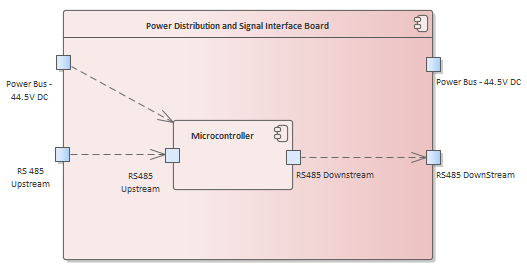 Power Distribution and Signal Interface Board
Power Bus -
44.5V DC
Power Bus - 44.5V DC
Microcontroller
RS 485
Upstream
RS485
Upstream
RS485 Downstream
RS485 DownStream